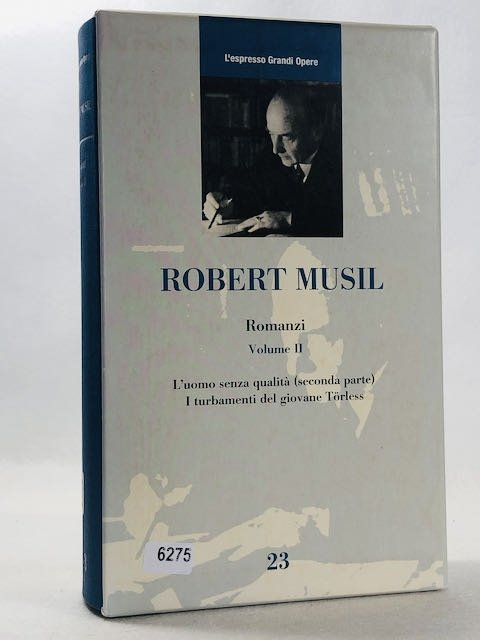 L'espresso Grandi Opere
ROBERT MUSIL
Romanzi
Volume II
L'uomo senza qualità (seconda parte)
I turbamenti del giovane Törless
6275
23
MUSIL